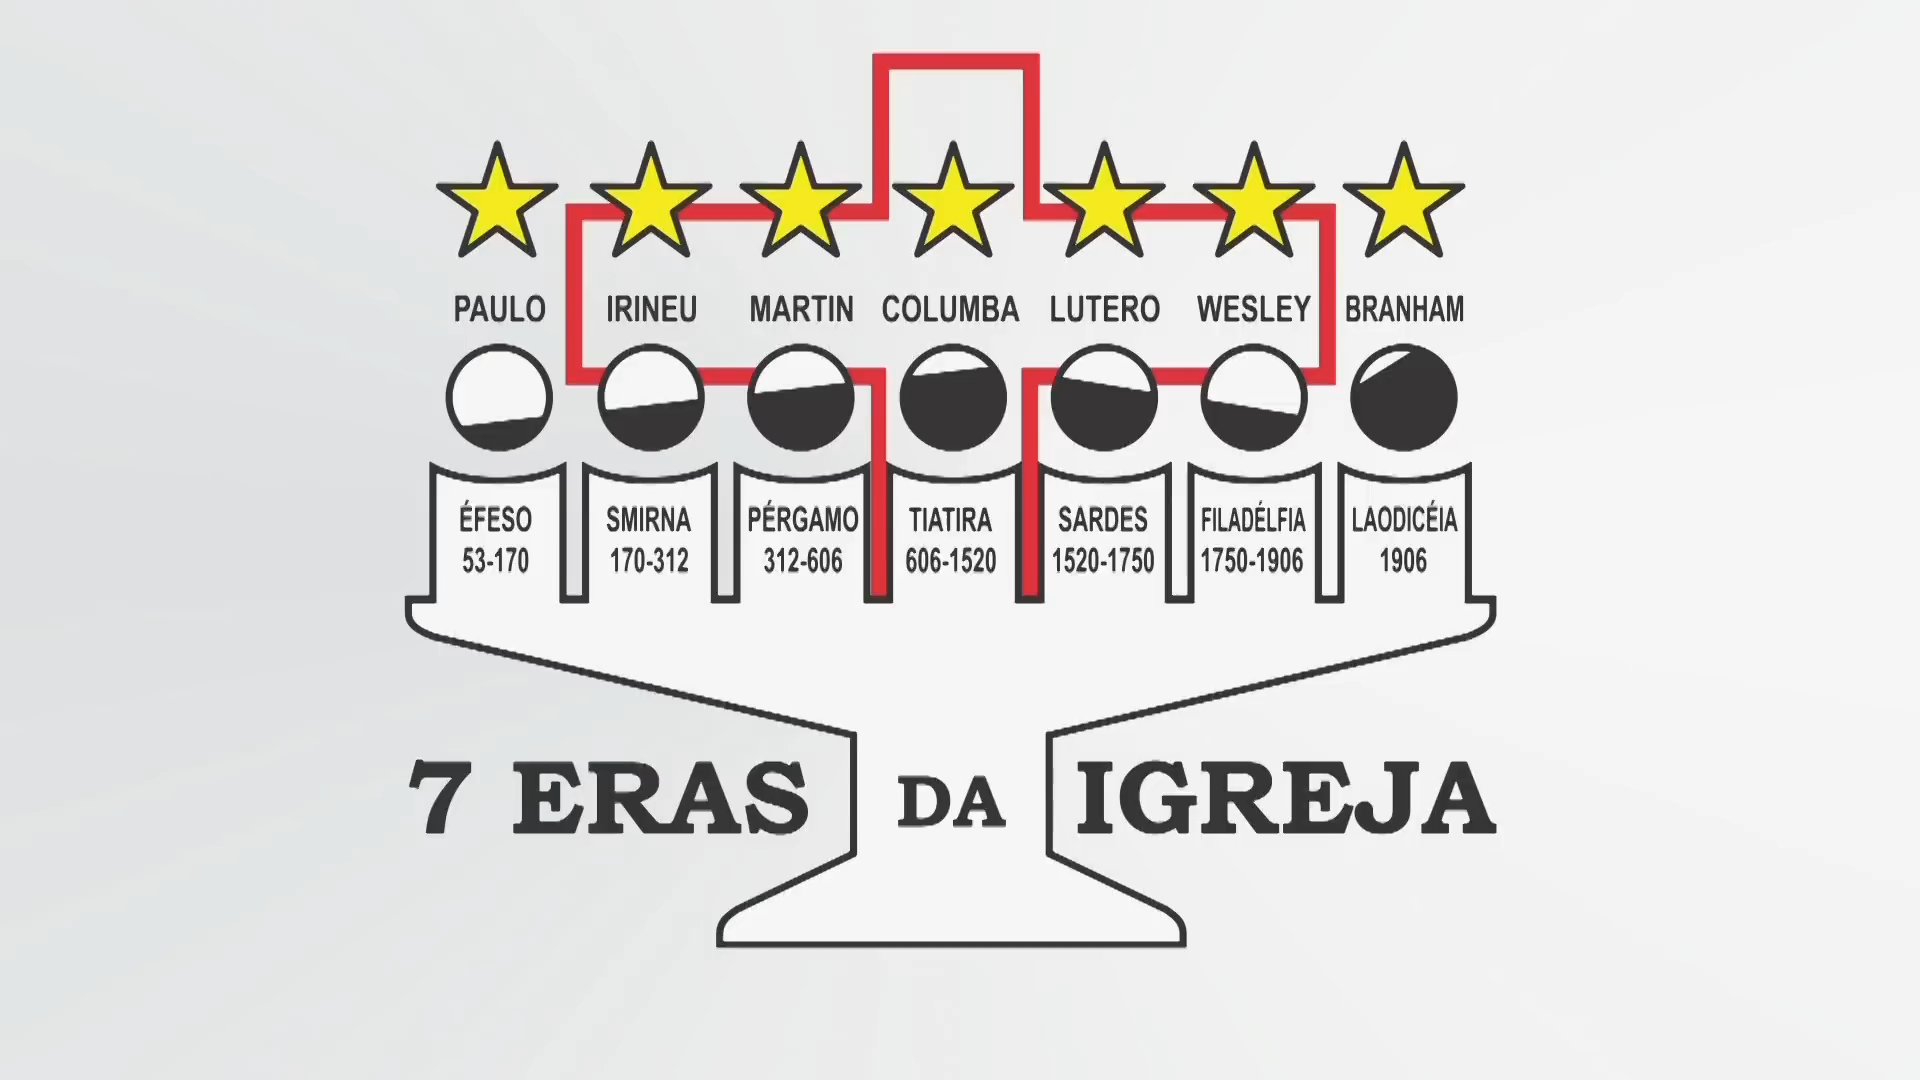 PAULO IRINEU MARTIN COLUMBA LUTERO WESLEY BRANHAM
ÉFESO SMIRNA PÉRGAMO TIATIRA SARDES FILADÉLFIA LAODICÉIA
53-170 170-312 312-606 606-1520 1520-1750 1750-1906 1906
7 ERAS DA IGREJA